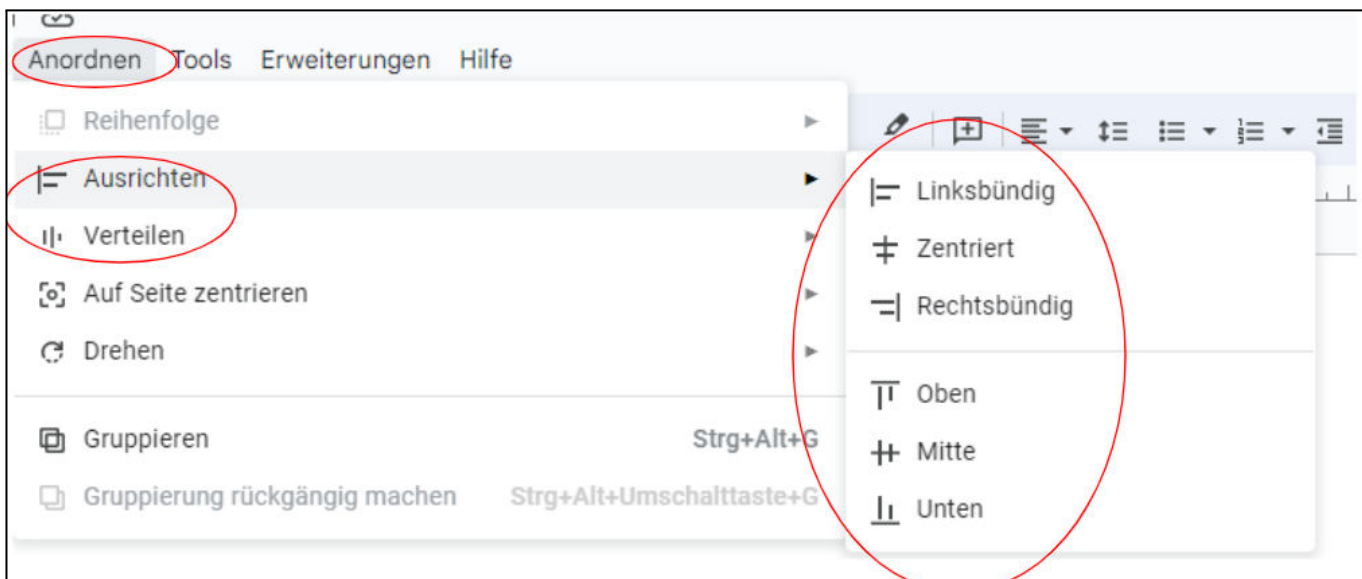 Anordnen Tools Erweiterungen Hilfe
Reihenfolge
Ausrichten
Verteilen
Auf Seite zentrieren
Drehen
Gruppieren Strg+Alt+G
Gruppierung rückgängig machen Strg+Alt+Umschalttaste+G
Linksbündig
Zentriert
Rechtsbündig
Oben
Mitte
Unten